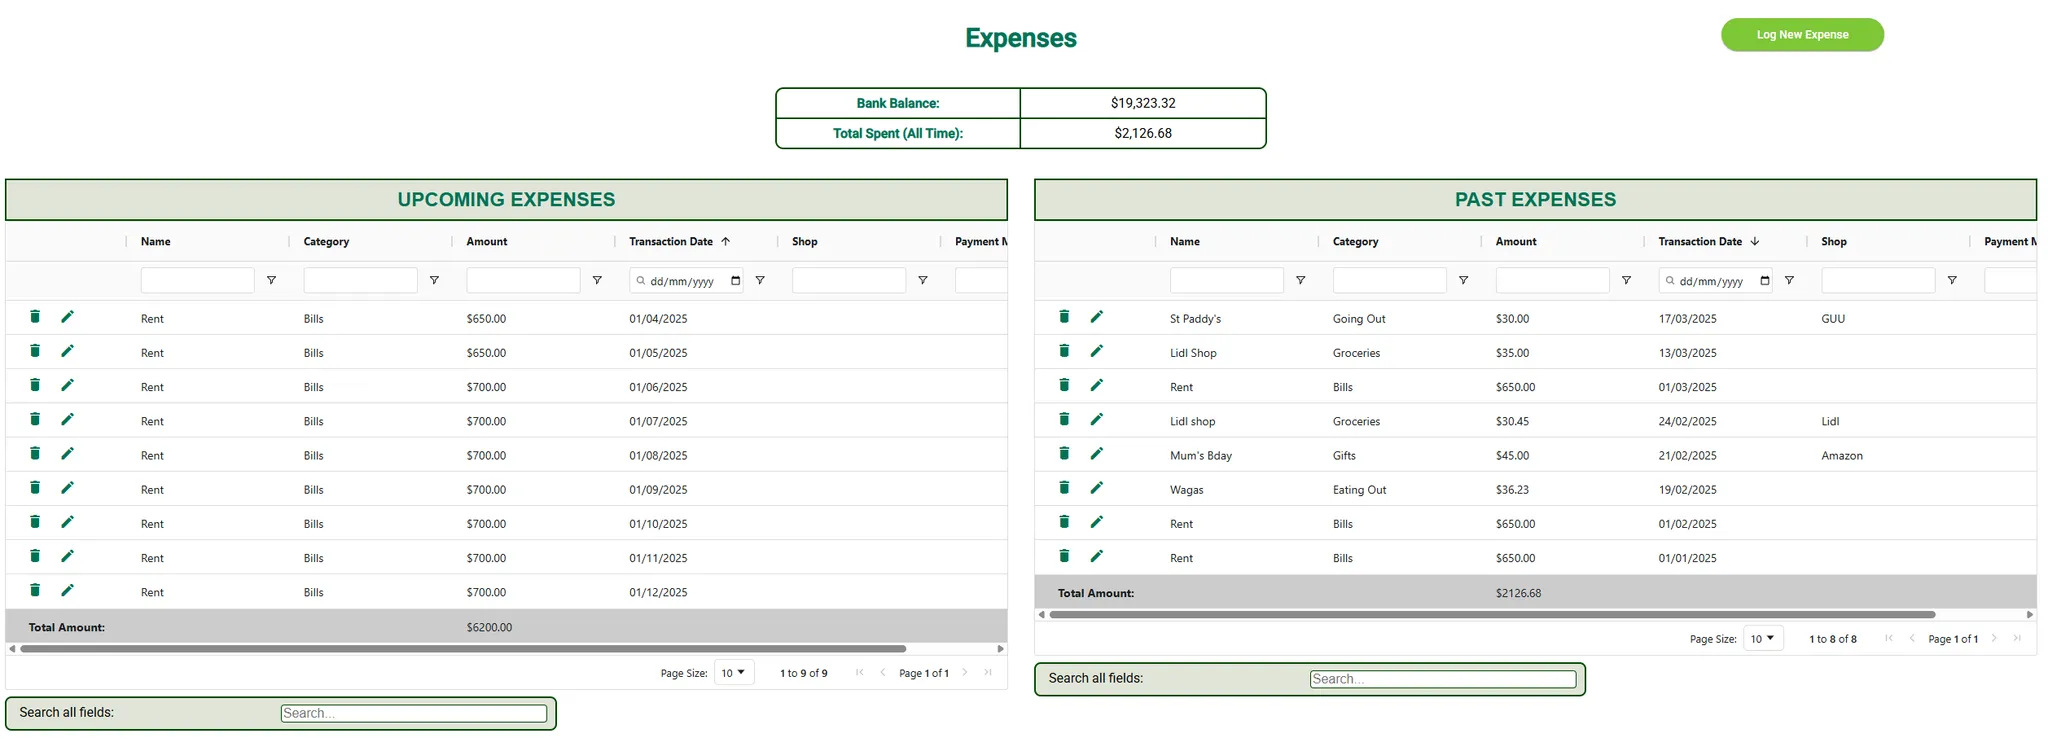 Expenses
Log New Expense
Bank Balance: $19,323.32
Total Spent (All Time): $2,126.68
UPCOMING EXPENSES
Name Category Amount Transaction Date Shop Payment M
dd/mm/yyyy
Rent Bills $650.00 01/04/2025
Rent Bills $650.00 01/05/2025
Rent Bills $700.00 01/06/2025
Rent Bills $700.00 01/07/2025
Rent Bills $700.00 01/08/2025
Rent Bills $700.00 01/09/2025
Rent Bills $700.00 01/10/2025
Rent Bills $700.00 01/11/2025
Rent Bills $700.00 01/12/2025
Total Amount: $6200.00
Page Size: 10 1 to 9 of 9 Page 1 of 1
Search all fields: Search...
PAST EXPENSES
Name Category Amount Transaction Date Shop Payment M
dd/mm/yyyy
St Paddy's Going Out $30.00 17/03/2025 GUU
Lidl Shop Groceries $35.00 13/03/2025
Rent Bills $650.00 01/03/2025
Lidl shop Groceries $30.45 24/02/2025 Lidl
Mum's Bday Gifts $45.00 21/02/2025 Amazon
Wagas Eating Out $36.23 19/02/2025
Rent Bills $650.00 01/02/2025
Rent Bills $650.00 01/01/2025
Total Amount: $2126.68
Page Size: 10 1 to 8 of 8 Page 1 of 1
Search all fields: Search...